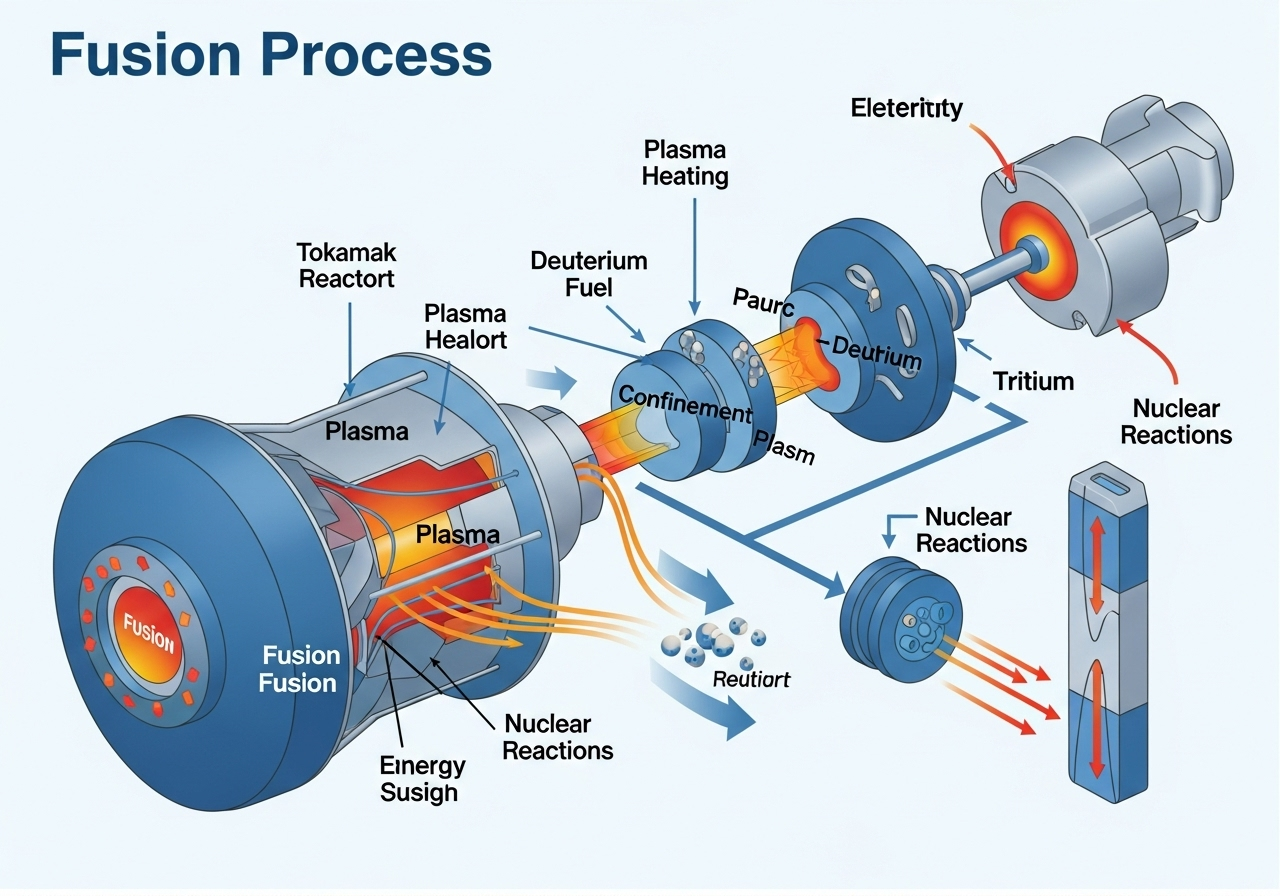 Fusion Process
Eleteritity
Plasma
Heating
Tokamak
Reactort
Deuterium
Fuel
Plasma
Healort
Paurc
Deutium
Tritium
Confinement
Plasm
Nuclear
Reactions
Plasma
Plasma
Nuclear
Reactions
FUSION
Fusion
Fusion
Reutiort
Nuclear
Reactions
Einergy
Susigh